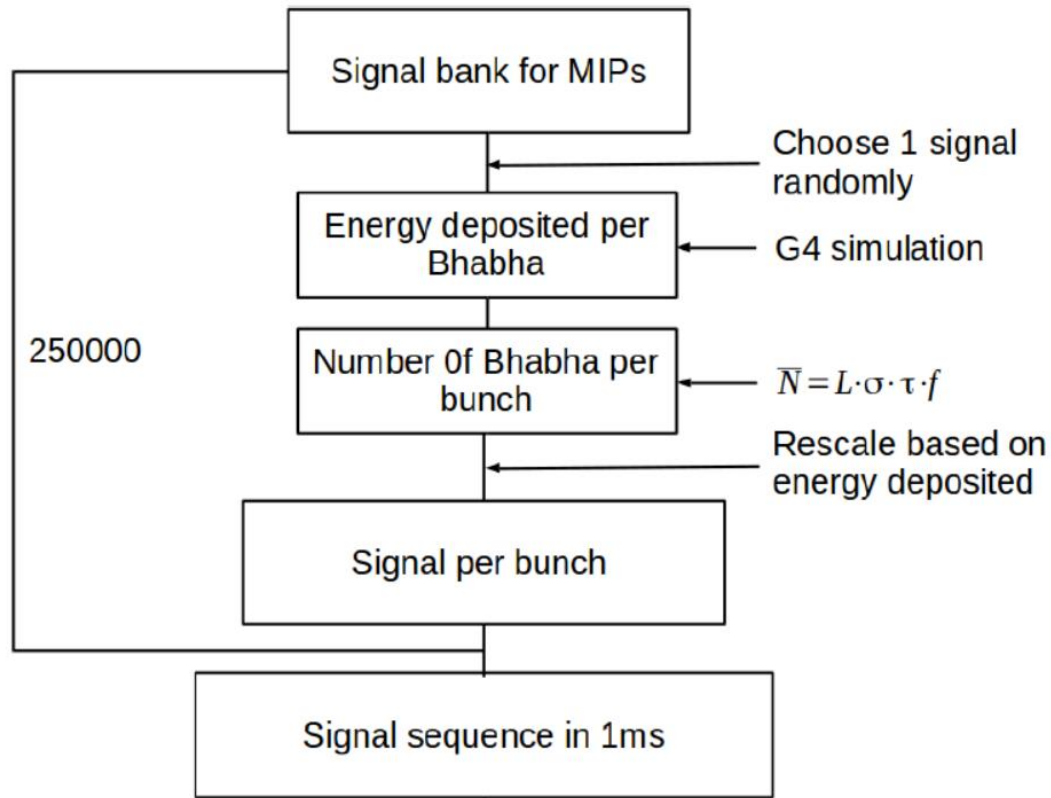 Signal bank for MIPs
Choose 1 signal
randomly
Energy deposited per
Bhabha
G4 simulation
250000
Number 0f Bhabha per
bunch
N̅=L·σ·τ·f
Rescale based on
energy deposited
Signal per bunch
Signal sequence in 1ms